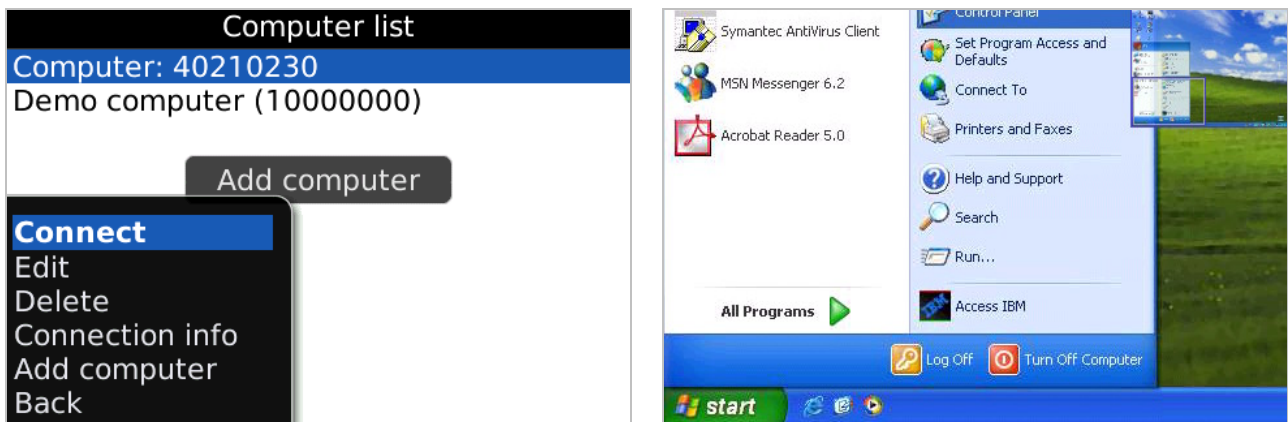 Computer list
Computer: 40210230
Demo computer (10000000)
Add computer
Connect
Edit
Delete
Connection info
Add computer
Back
Symantec AntiVirus Client
MSN Messenger 6.2
Acrobat Reader 5.0
All Programs
Control Panel
Set Program Access and
Defaults
Connect To
Printers and Faxes
Help and Support
Search
Run...
IBM
Access IBM
Log Off
Turn Off Computer
start